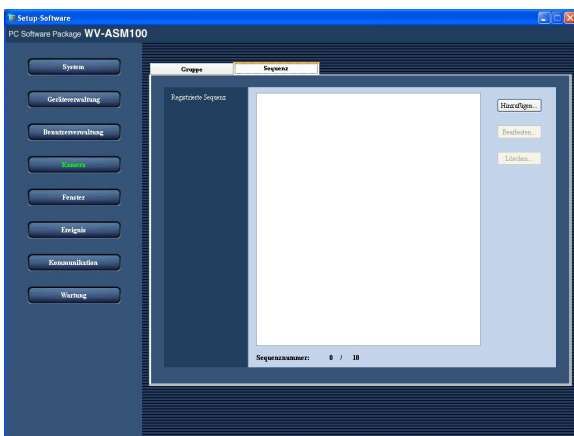 Setup-Software
PC Software Package WV-ASM100
System
Geräteverwaltung
Benutzerverwaltung
Kamera
Fenster
Ereignis
Kommunikation
Wartung
Gruppe Sequenz
Registrierte Sequenz
Hinzufügen...
Bearbeiten...
Löschen...
Sequenznummer: 0 / 10